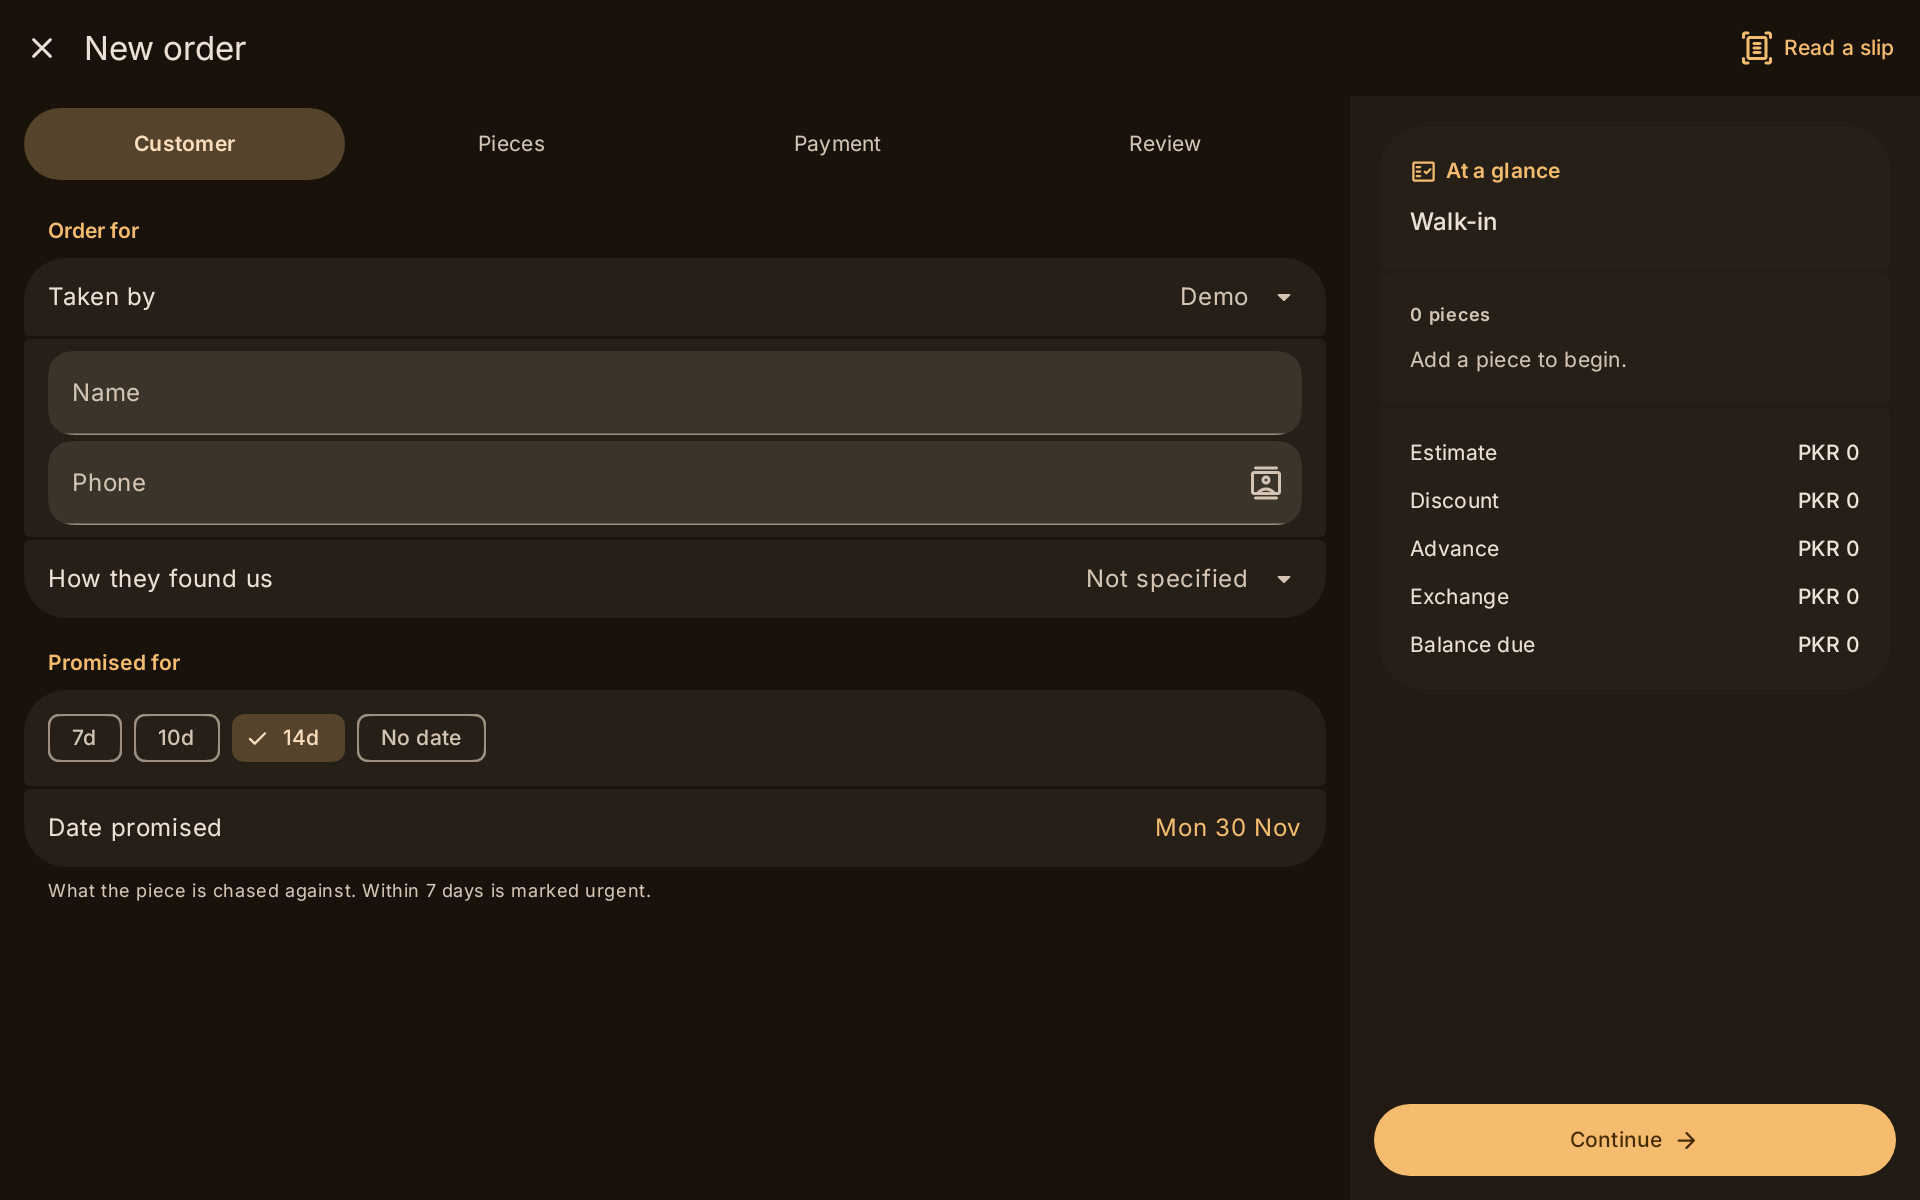 New order
Read a slip
Customer
Pieces
Payment
Review
Order for
Taken by
Demo
Name
Phone
How they found us
Not specified
Promised for
7d
10d
14d
No date
Date promised
Mon 30 Nov
What the piece is chased against. Within 7 days is marked urgent.
At a glance
Walk-in
0 pieces
Add a piece to begin.
Estimate PKR 0
Discount PKR 0
Advance PKR 0
Exchange PKR 0
Balance due PKR 0
Continue